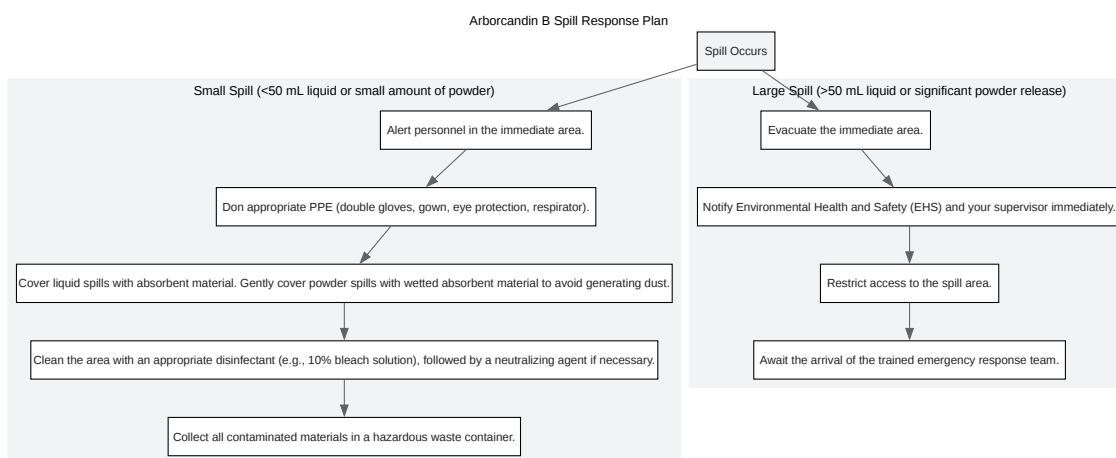 Arborcandin B Spill Response Plan
Spill Occurs
Small Spill (<50 mL liquid or small amount of powder)
Alert personnel in the immediate area.
Don appropriate PPE (double gloves, gown, eye protection, respirator).
Cover liquid spills with absorbent material. Gently cover powder spills with wetted absorbent material to avoid generating dust.
Clean the area with an appropriate disinfectant (e.g., 10% bleach solution), followed by a neutralizing agent if necessary.
Collect all contaminated materials in a hazardous waste container.
Large Spill (>50 mL liquid or significant powder release)
Evacuate the immediate area.
Notify Environmental Health and Safety (EHS) and your supervisor immediately.
Restrict access to the spill area.
Await the arrival of the trained emergency response team.